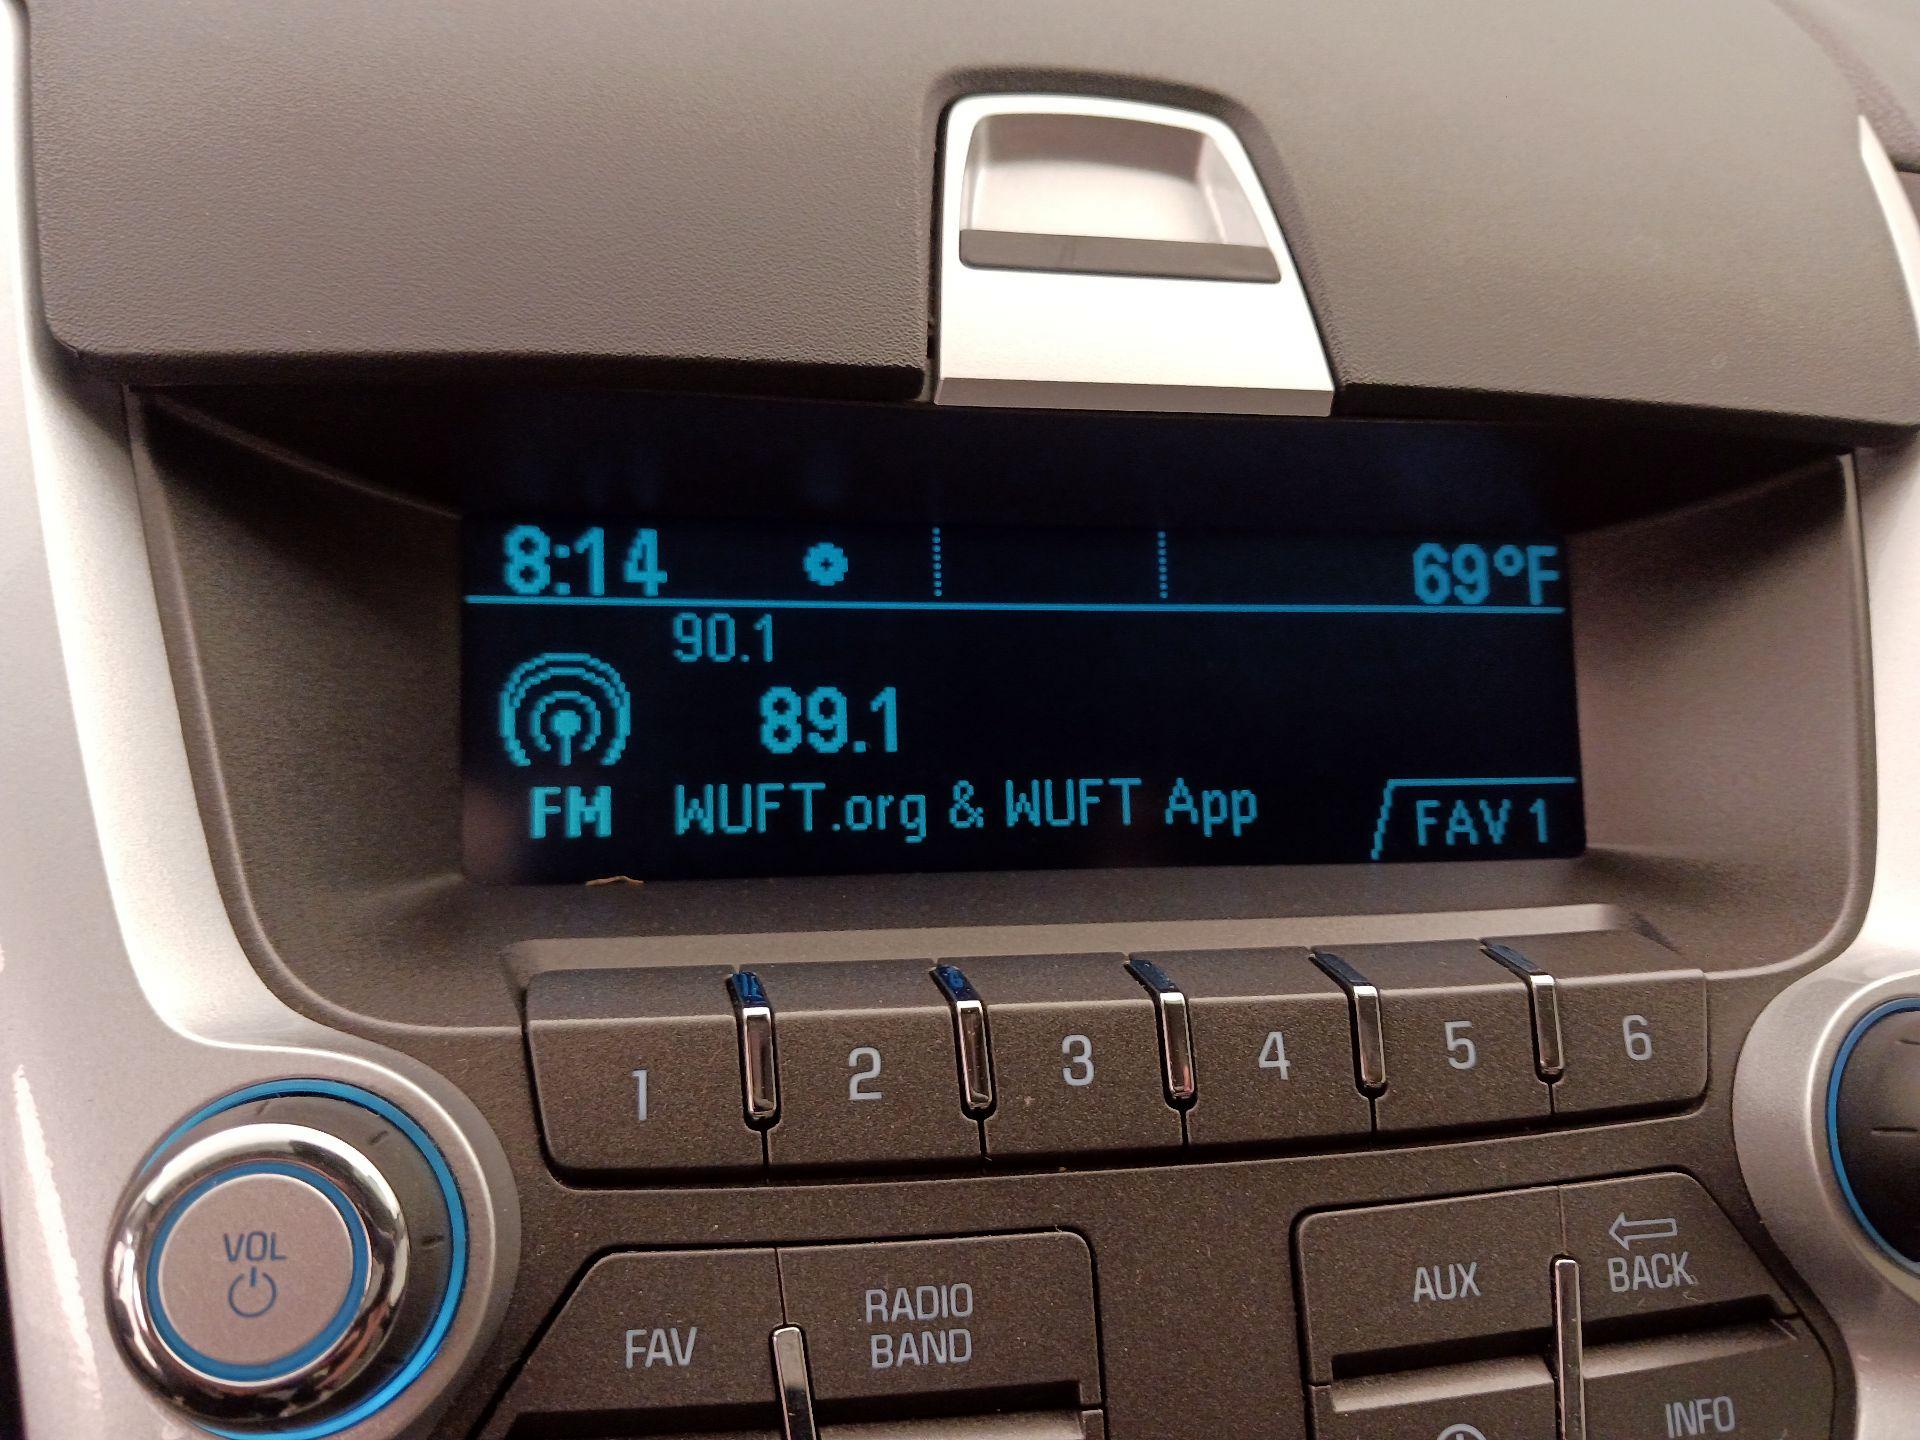 8:14 69°F
90.1
89.1
FM WUFT.org & WUFT App FAV 1
1 2 3 4 5 6
VOL
FAV RADIO BAND
AUX BACK
INFO